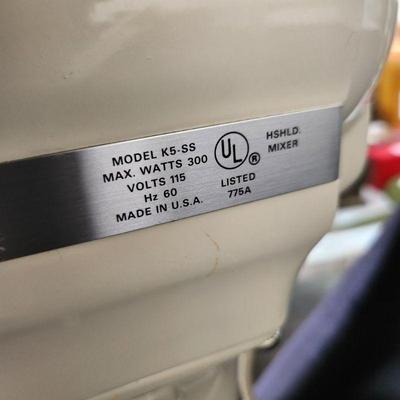 MODEL K5-SS
MAX. WATTS 300
VOLTS 115
Hz 60
MADE IN U.S.A.
UL ®
LISTED
775A
HSHLD.
MIXER